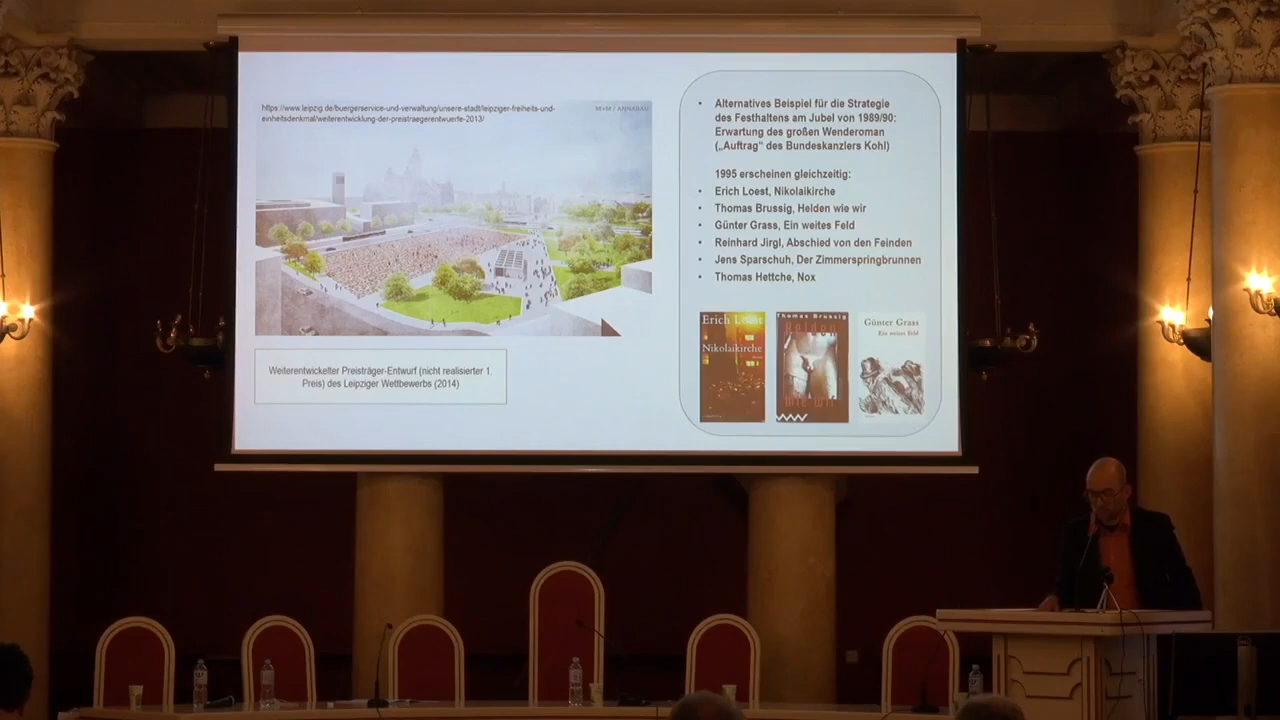 https://www.leipzig.de/buergerservice-und-verwaltung/unsere-stadt/leipziger-freiheits-und-
einheitsdenkmal/weiterentwicklung-der-preistraegerentwuerfe-2013/
M+M / ANNABAU
Weiterentwickelter Preisträger-Entwurf (nicht realisierter 1.
Preis) des Leipziger Wettbewerbs (2014)
• Alternatives Beispiel für die Strategie
des Festhaltens am Jubel von 1989/90:
Erwartung des großen Wenderoman
(„Auftrag“ des Bundeskanzlers Kohl)
1995 erscheinen gleichzeitig:
• Erich Loest, Nikolaikirche
• Thomas Brussig, Helden wie wir
• Günter Grass, Ein weites Feld
• Reinhard Jirgl, Abschied von den Feinden
• Jens Sparschuh, Der Zimmerspringbrunnen
• Thomas Hettche, Nox
Erich Loest
Nikolaikirche
Thomas Brussig
Helden
wie wir
Günter Grass
Ein weites Feld